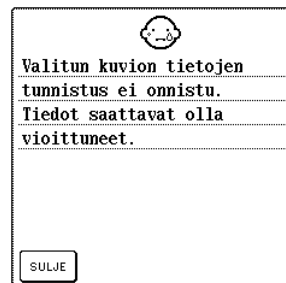 Valitun kuvion tietojen
tunnistus ei onnistu.
Tiedot saattavat olla
vioittuneet.
SULJE